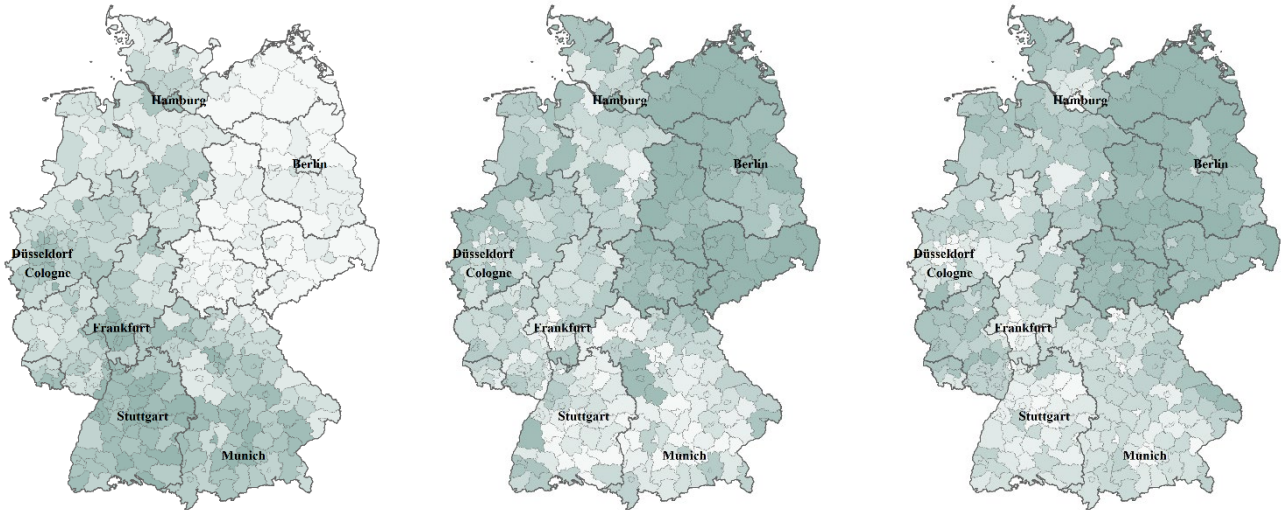 Hamburg
Berlin
Düsseldorf
Cologne
Frankfurt
Stuttgart
Munich
Hamburg
Berlin
Düsseldorf
Cologne
Frankfurt
Stuttgart
Munich
Hamburg
Berlin
Düsseldorf
Cologne
Frankfurt
Stuttgart
Munich